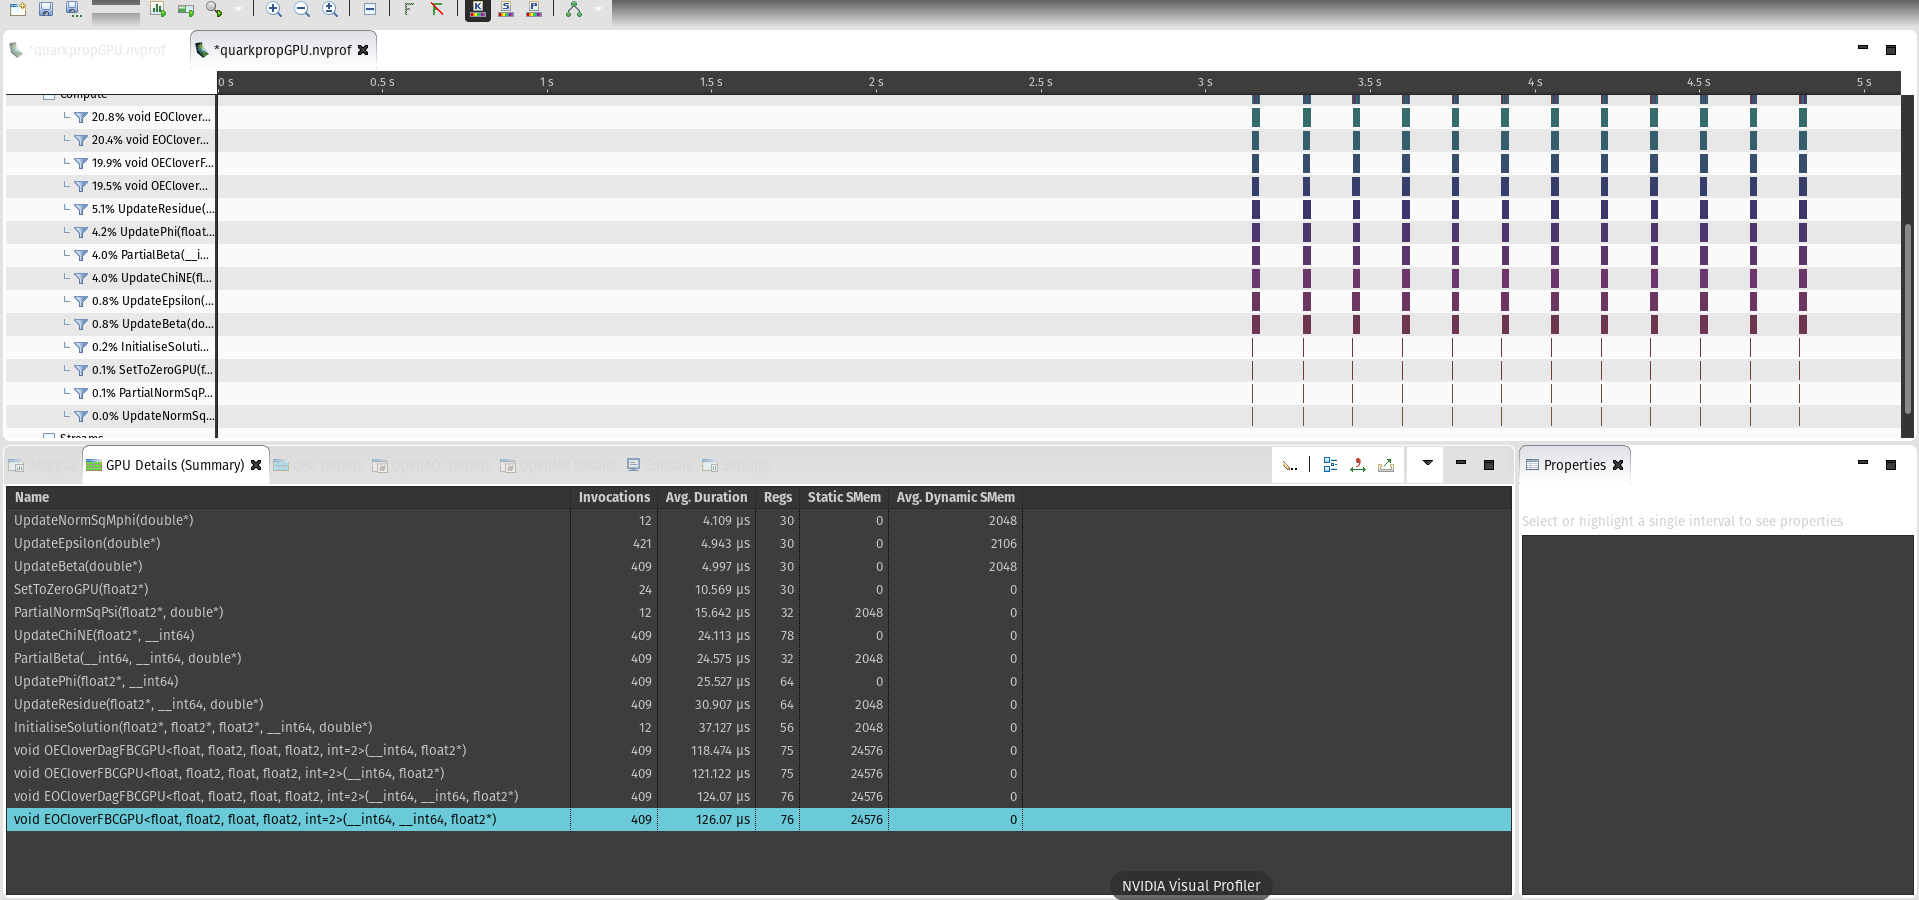 *quarkpropGPU.nvprof
*quarkpropGPU.nvprof
0 s 0.5 s 1 s 1.5 s 2 s 2.5 s 3 s 3.5 s 4 s 4.5 s 5 s
Compute
20.8% void EOClover...
20.4% void EOClover...
19.9% void OECloverF...
19.5% void OEClover...
5.1% UpdateResidue(...
4.2% UpdatePhi(float...
4.0% PartialBeta(__i...
4.0% UpdateChiNE(fl...
0.8% UpdateEpsilon(...
0.8% UpdateBeta(do...
0.2% InitialiseSoluti...
0.1% SetToZeroGPU(f...
0.1% PartialNormSqP...
0.0% UpdateNormSq...
Streams
Analysis GPU Details (Summary) CPU Details OpenACC Details OpenMP Details Console Settings
Name Invocations Avg. Duration Regs Static SMem Avg. Dynamic SMem
UpdateNormSqMphi(double*) 12 4.109 µs 30 0 2048
UpdateEpsilon(double*) 421 4.943 µs 30 0 2106
UpdateBeta(double*) 409 4.997 µs 30 0 2048
SetToZeroGPU(float2*) 24 10.569 µs 30 0 0
PartialNormSqPsi(float2*, double*) 12 15.642 µs 32 2048 0
UpdateChiNE(float2*, __int64) 409 24.113 µs 78 0 0
PartialBeta(__int64, __int64, double*) 409 24.575 µs 32 2048 0
UpdatePhi(float2*, __int64) 409 25.527 µs 64 0 0
UpdateResidue(float2*, __int64, double*) 409 30.907 µs 64 2048 0
InitialiseSolution(float2*, float2*, float2*, __int64, double*) 12 37.127 µs 56 2048 0
void OECloverDagFBCGPU<float, float2, float, float2, int=2>(__int64, float2*) 409 118.474 µs 75 24576 0
void OECloverFBCGPU<float, float2, float, float2, int=2>(__int64, float2*) 409 121.122 µs 75 24576 0
void EOCloverDagFBCGPU<float, float2, float, float2, int=2>(__int64, __int64, float2*) 409 124.07 µs 76 24576 0
void EOCloverFBCGPU<float, float2, float, float2, int=2>(__int64, __int64, float2*) 409 126.07 µs 76 24576 0
Properties
Select or highlight a single interval to see properties
NVIDIA Visual Profiler